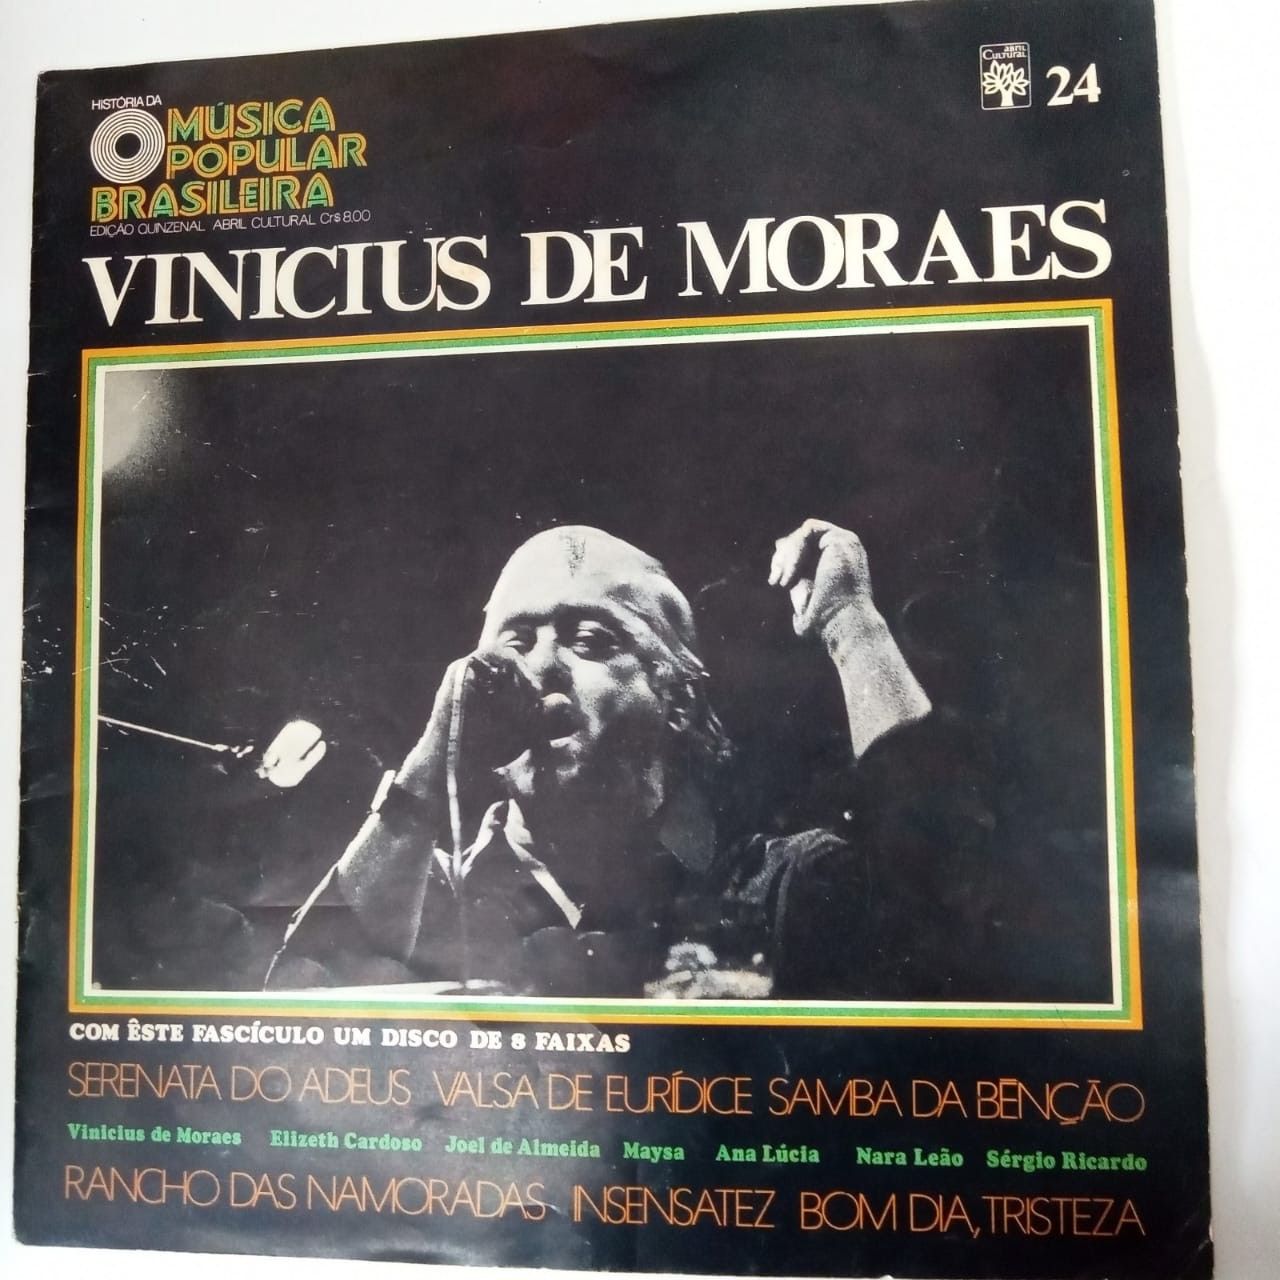 HISTÓRIA DA
MÚSICA
POPULAR
BRASILEIRA
EDIÇÃO QUINZENAL ABRIL CULTURAL Cr$ 8,00
abril
Cultural
24
VINICIUS DE MORAES
COM ÊSTE FASCÍCULO UM DISCO DE 8 FAIXAS
SERENATA DO ADEUS VALSA DE EURÍDICE SAMBA DA BÊNÇÃO
Vinicius de Moraes Elizeth Cardoso Joel de Almeida Maysa Ana Lúcia Nara Leão Sérgio Ricardo
RANCHO DAS NAMORADAS INSENSATEZ BOM DIA, TRISTEZA